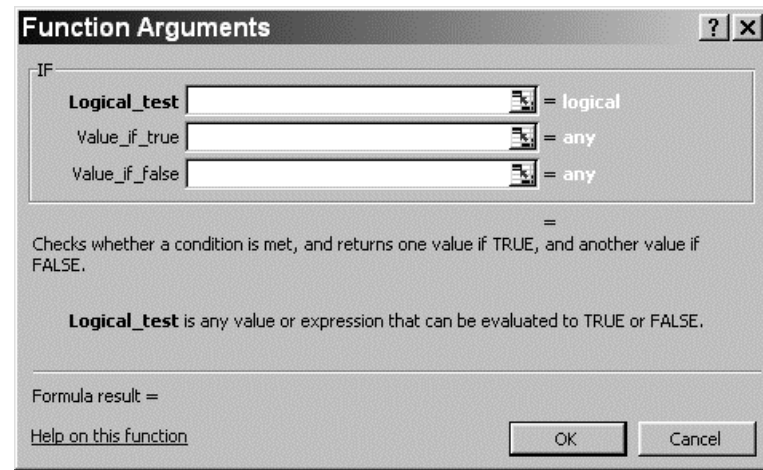 Function Arguments ? ×
IF
Logical_test = logical
Value_if_true = any
Value_if_false = any
=
Checks whether a condition is met, and returns one value if TRUE, and another value if
FALSE.
Logical_test is any value or expression that can be evaluated to TRUE or FALSE.
Formula result =
Help on this function OK Cancel